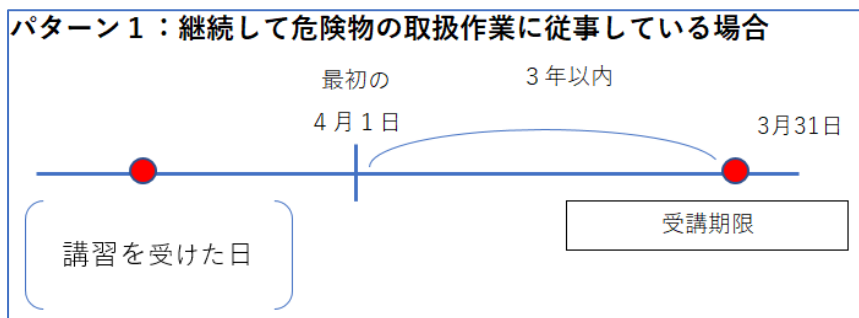 パターン１：継続して危険物の取扱作業に従事している場合
最初の
４月１日
３年以内
3月31日
講習を受けた日
受講期限